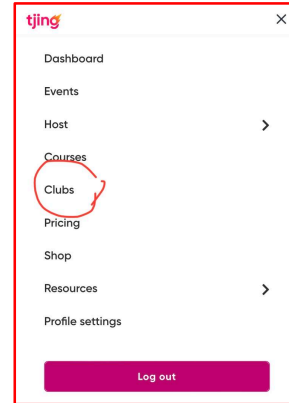 tjing
Dashboard
Events
Host
Courses
Clubs
Pricing
Shop
Resources
Profile settings
Log out